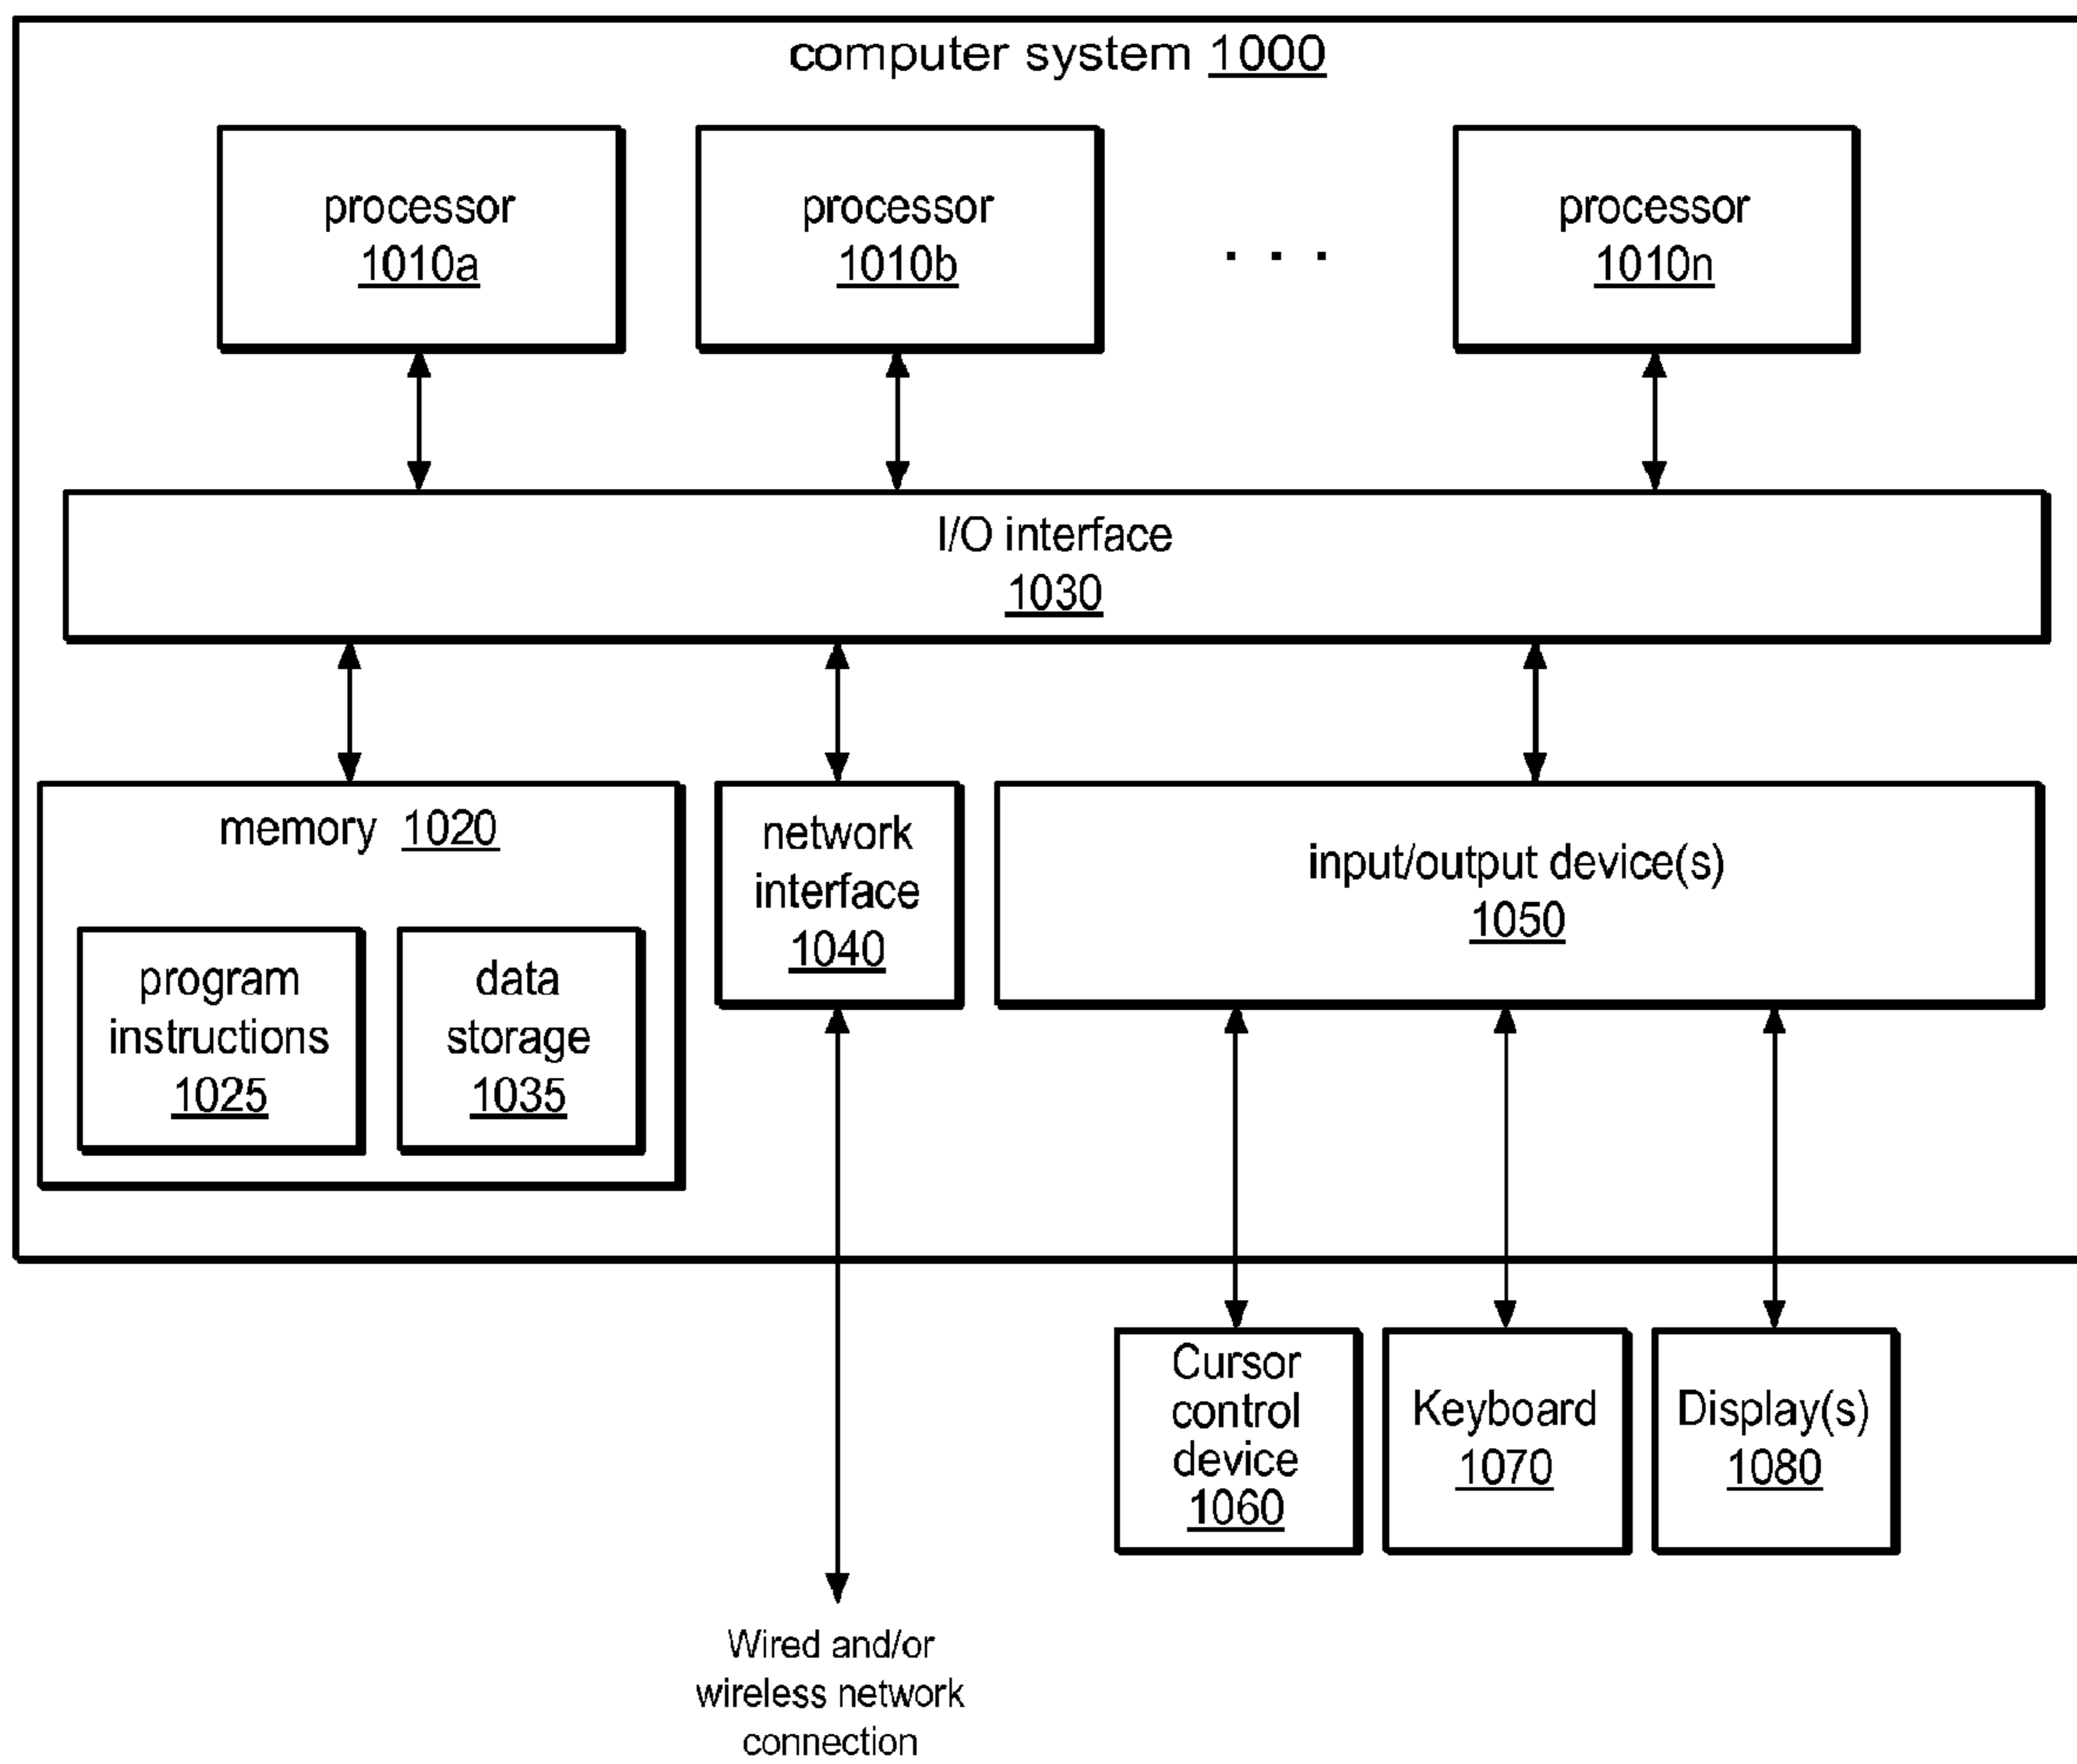 computer system 1000
processor
1010a
processor
1010b
. . .
processor
1010n
I/O interface
1030
memory 1020
program
instructions
1025
data
storage
1035
network
interface
1040
input/output device(s)
1050
Cursor
control
device
1060
Keyboard
1070
Display(s)
1080
Wired and/or
wireless network
connection